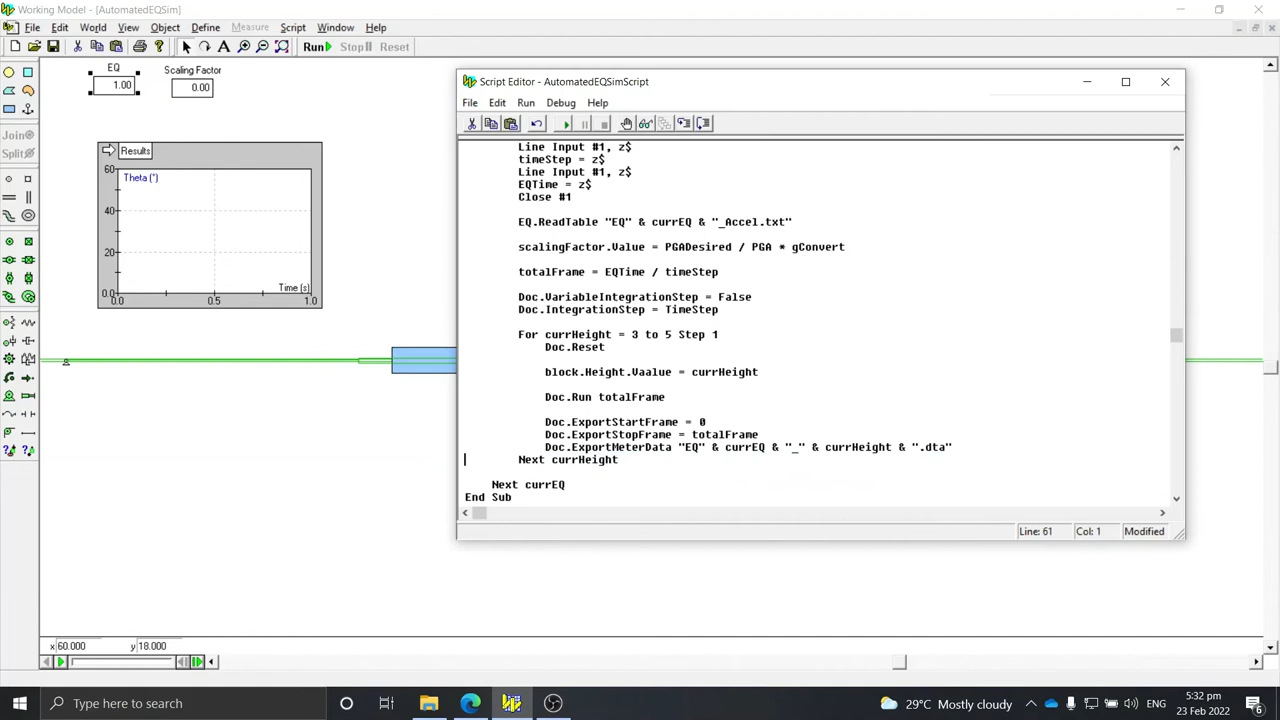 Working Model - [AutomatedEQSim]
File Edit World View Object Define Measure Script Window Help
A Run Stop Reset
EQ
1.00
Scaling Factor
0.00
Join
Split
Results
60
Theta (°)
40
20
0.0
Time (s)
0.0 0.5 1.0
Script Editor - AutomatedEQSimScript
File Edit Run Debug Help
Line Input #1, z$
timeStep = z$
Line Input #1, z$
EQTime = z$
Close #1
EQ.ReadTable "EQ" & currEQ & "_Accel.txt"
scalingFactor.Value = PGADesired / PGA * gConvert
totalFrame = EQTime / timeStep
Doc.VariableIntegrationStep = False
Doc.IntegrationStep = TimeStep
For currHeight = 3 to 5 Step 1
Doc.Reset
block.Height.Vaalue = currHeight
Doc.Run totalFrame
Doc.ExportStartFrame = 0
Doc.ExportStopFrame = totalFrame
Doc.ExportMeterData "EQ" & currEQ & "_" & currHeight & ".dta"
Next currHeight
Next currEQ
End Sub
Line: 61 Col: 1 Modified
x 60.000 y 18.000
Type here to search
29°C Mostly cloudy
ENG
5:32 pm
23 Feb 2022
6